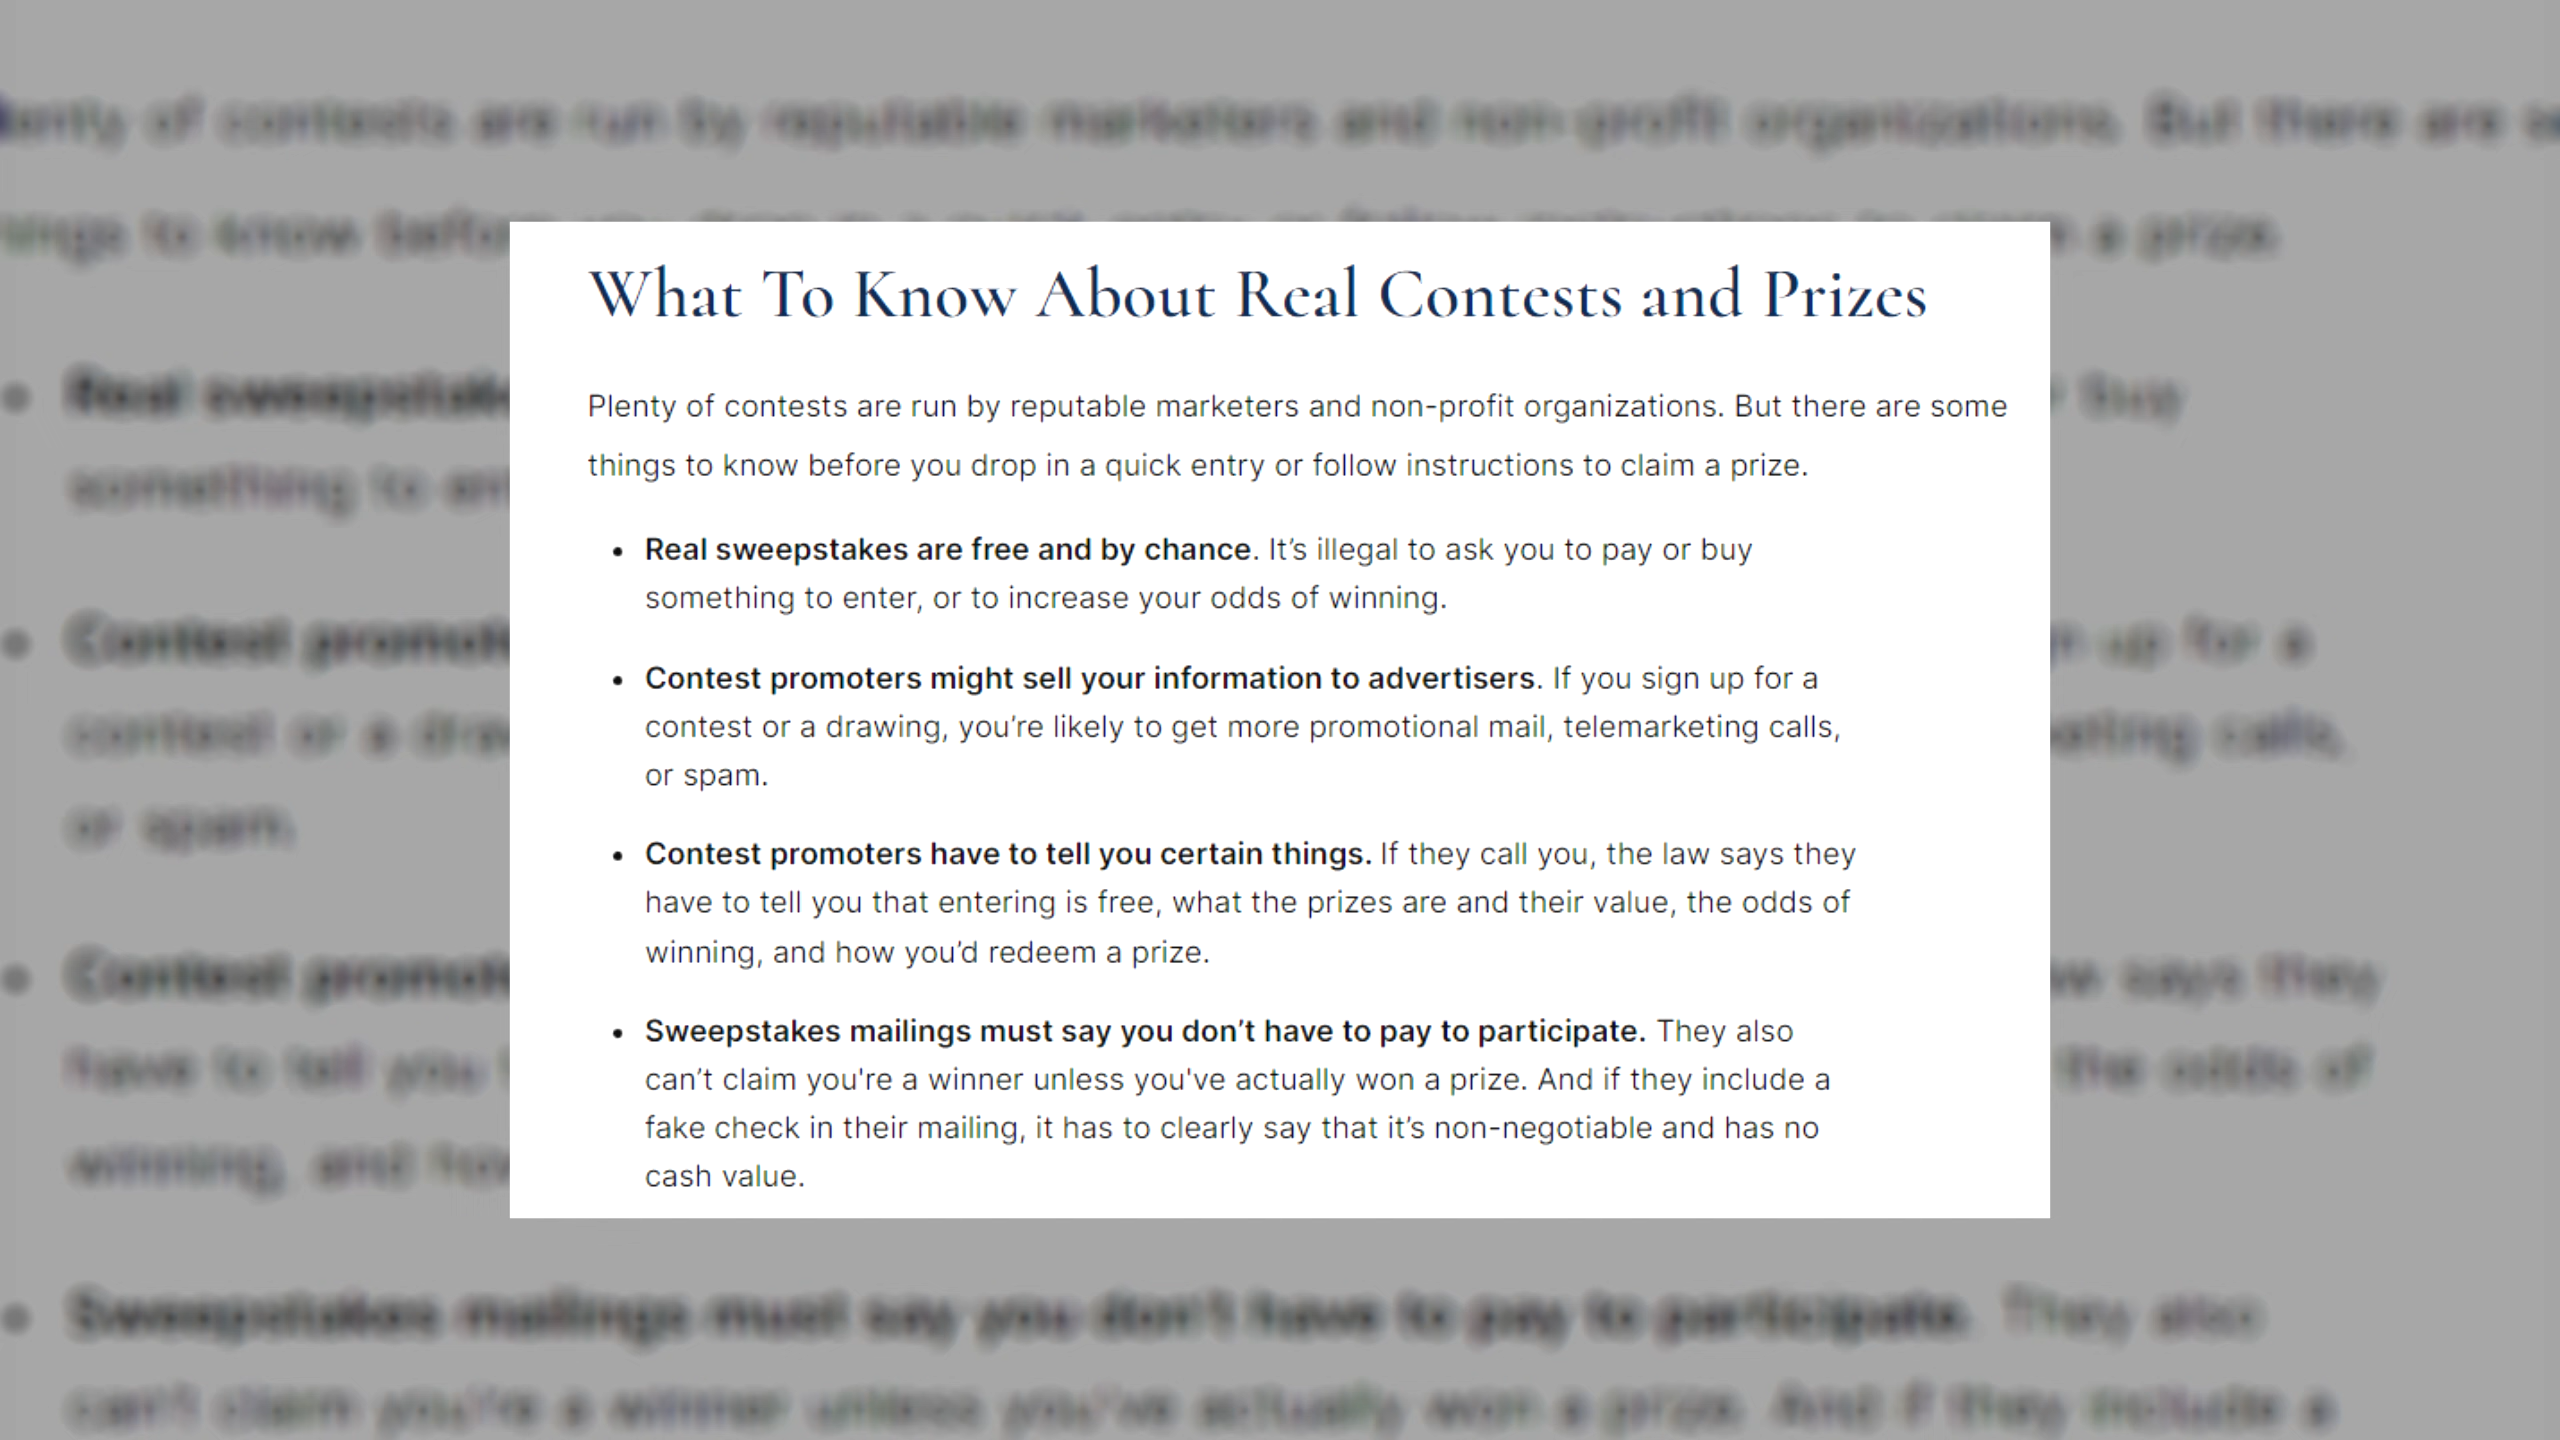 What To Know About Real Contests and Prizes
Plenty of contests are run by reputable marketers and non-profit organizations. But there are some
things to know before you drop in a quick entry or follow instructions to claim a prize.
• Real sweepstakes are free and by chance. It’s illegal to ask you to pay or buy
something to enter, or to increase your odds of winning.
• Contest promoters might sell your information to advertisers. If you sign up for a
contest or a drawing, you’re likely to get more promotional mail, telemarketing calls,
or spam.
• Contest promoters have to tell you certain things. If they call you, the law says they
have to tell you that entering is free, what the prizes are and their value, the odds of
winning, and how you’d redeem a prize.
• Sweepstakes mailings must say you don’t have to pay to participate. They also
can’t claim you're a winner unless you've actually won a prize. And if they include a
fake check in their mailing, it has to clearly say that it’s non-negotiable and has no
cash value.